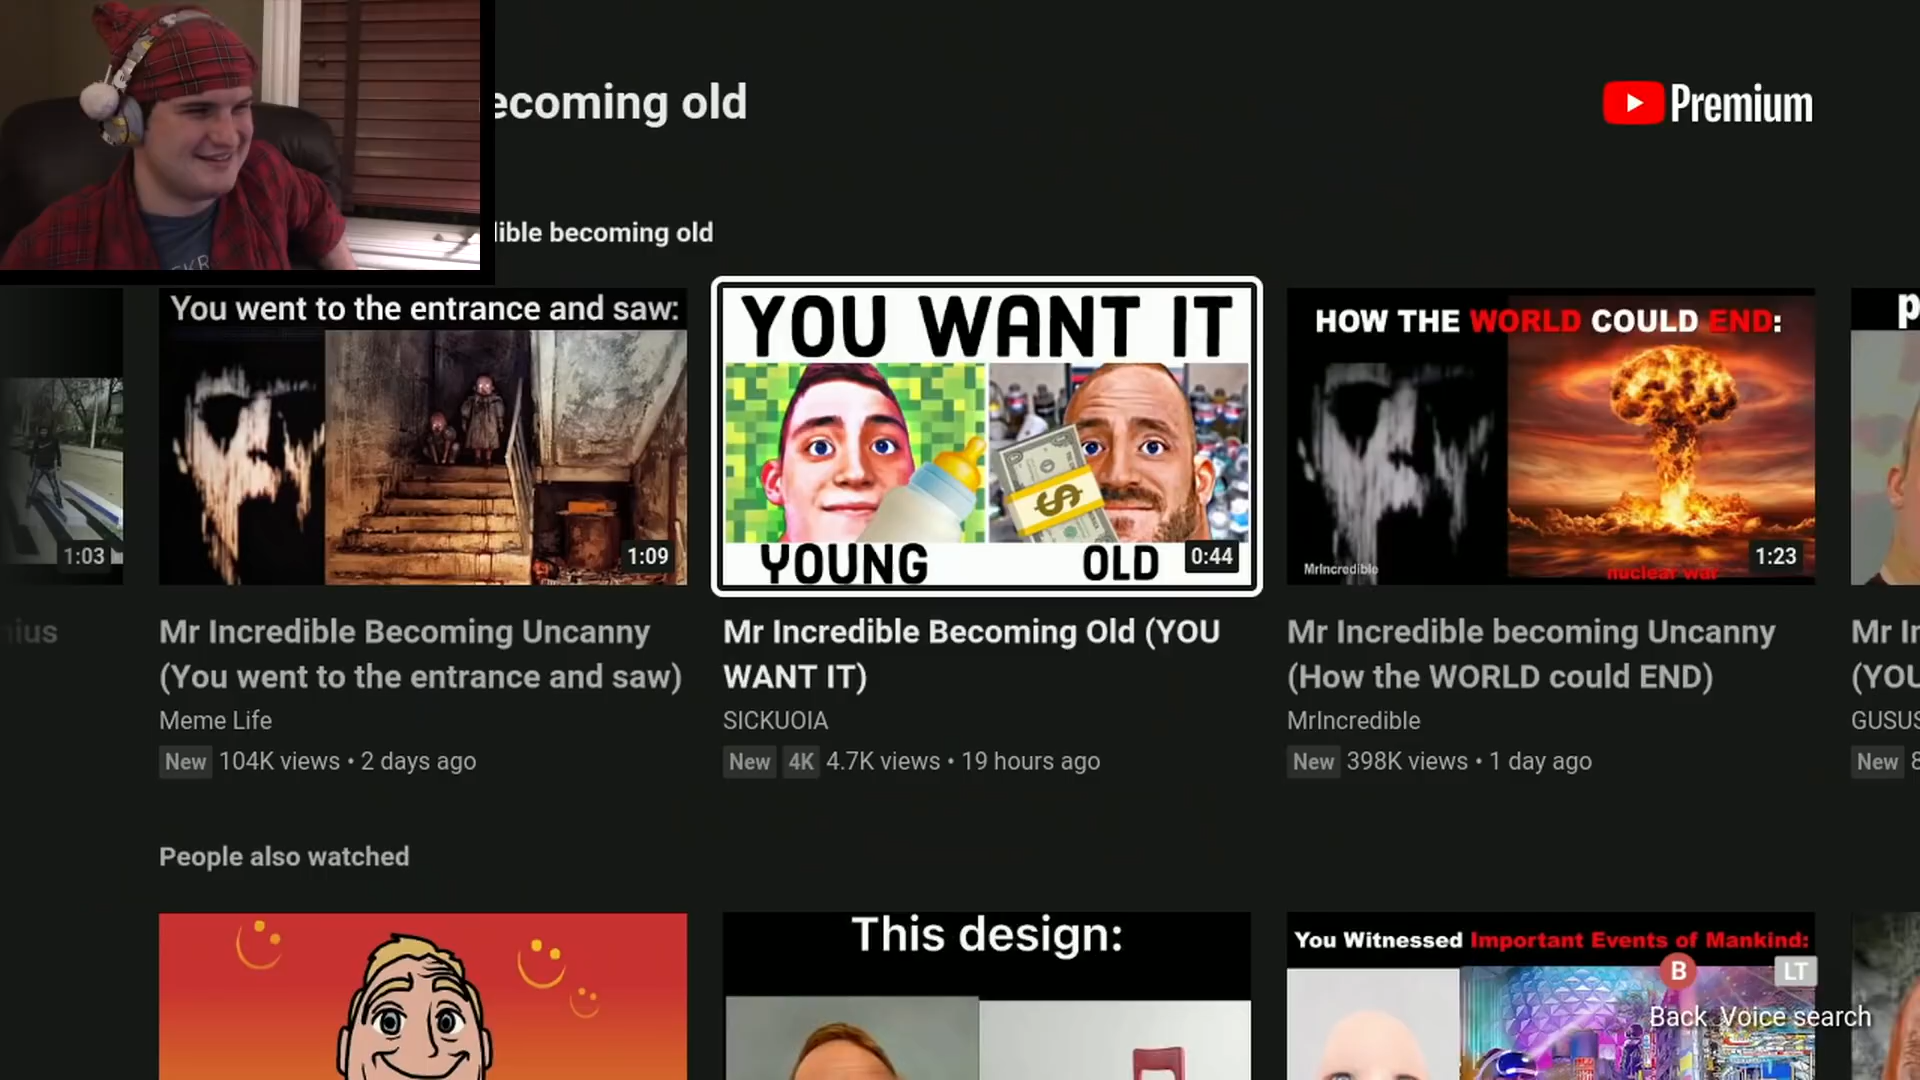 ecoming old
Premium
ible becoming old
1:03
You went to the entrance and saw:
1:09
YOU WANT IT
YOUNG
OLD
0:44
HOW THE WORLD COULD END:
MrIncredible
nuclear war
1:23
p
nius
Mr Incredible Becoming Uncanny
(You went to the entrance and saw)
Meme Life
New 104K views • 2 days ago
Mr Incredible Becoming Old (YOU
WANT IT)
SICKUOIA
New 4K 4.7K views • 19 hours ago
Mr Incredible becoming Uncanny
(How the WORLD could END)
MrIncredible
New 398K views • 1 day ago
Mr In
(YOU
GUSUS
New 8
People also watched
This design:
You Witnessed Important Events of Mankind:
B
LT
Back Voice search